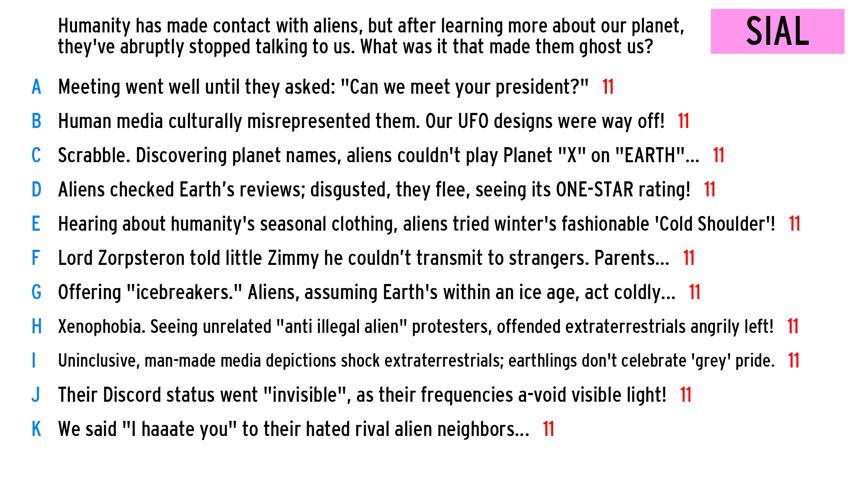 Humanity has made contact with aliens, but after learning more about our planet,
they've abruptly stopped talking to us. What was it that made them ghost us?
SIAL
A Meeting went well until they asked: "Can we meet your president?" 11
B Human media culturally misrepresented them. Our UFO designs were way off! 11
C Scrabble. Discovering planet names, aliens couldn't play Planet "X" on "EARTH"... 11
D Aliens checked Earth's reviews; disgusted, they flee, seeing its ONE-STAR rating! 11
E Hearing about humanity's seasonal clothing, aliens tried winter's fashionable 'Cold Shoulder'! 11
F Lord Zorpsteron told little Zimmy he couldn't transmit to strangers. Parents... 11
G Offering "icebreakers." Aliens, assuming Earth's within an ice age, act coldly... 11
H Xenophobia. Seeing unrelated "anti illegal alien" protesters, offended extraterrestrials angrily left! 11
I Uninclusive, man-made media depictions shock extraterrestrials; earthlings don't celebrate 'grey' pride. 11
J Their Discord status went "invisible", as their frequencies a-void visible light! 11
K We said "I haaate you" to their hated rival alien neighbors... 11